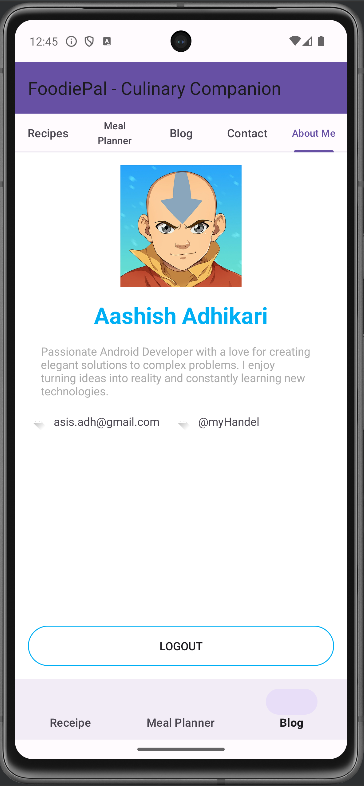 12:45
FoodiePal - Culinary Companion
Recipes
Meal
Planner
Blog
Contact
About Me
Aashish Adhikari
Passionate Android Developer with a love for creating
elegant solutions to complex problems. I enjoy
turning ideas into reality and constantly learning new
technologies.
asis.adh@gmail.com
@myHandel
LOGOUT
Receipe
Meal Planner
Blog